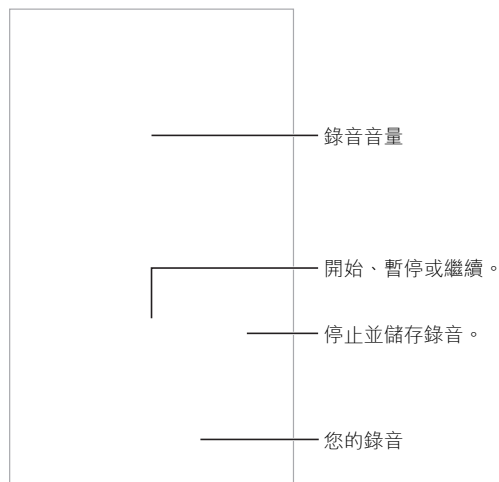 錄音音量
開始、暫停或繼續。
停止並儲存錄音。
您的錄音